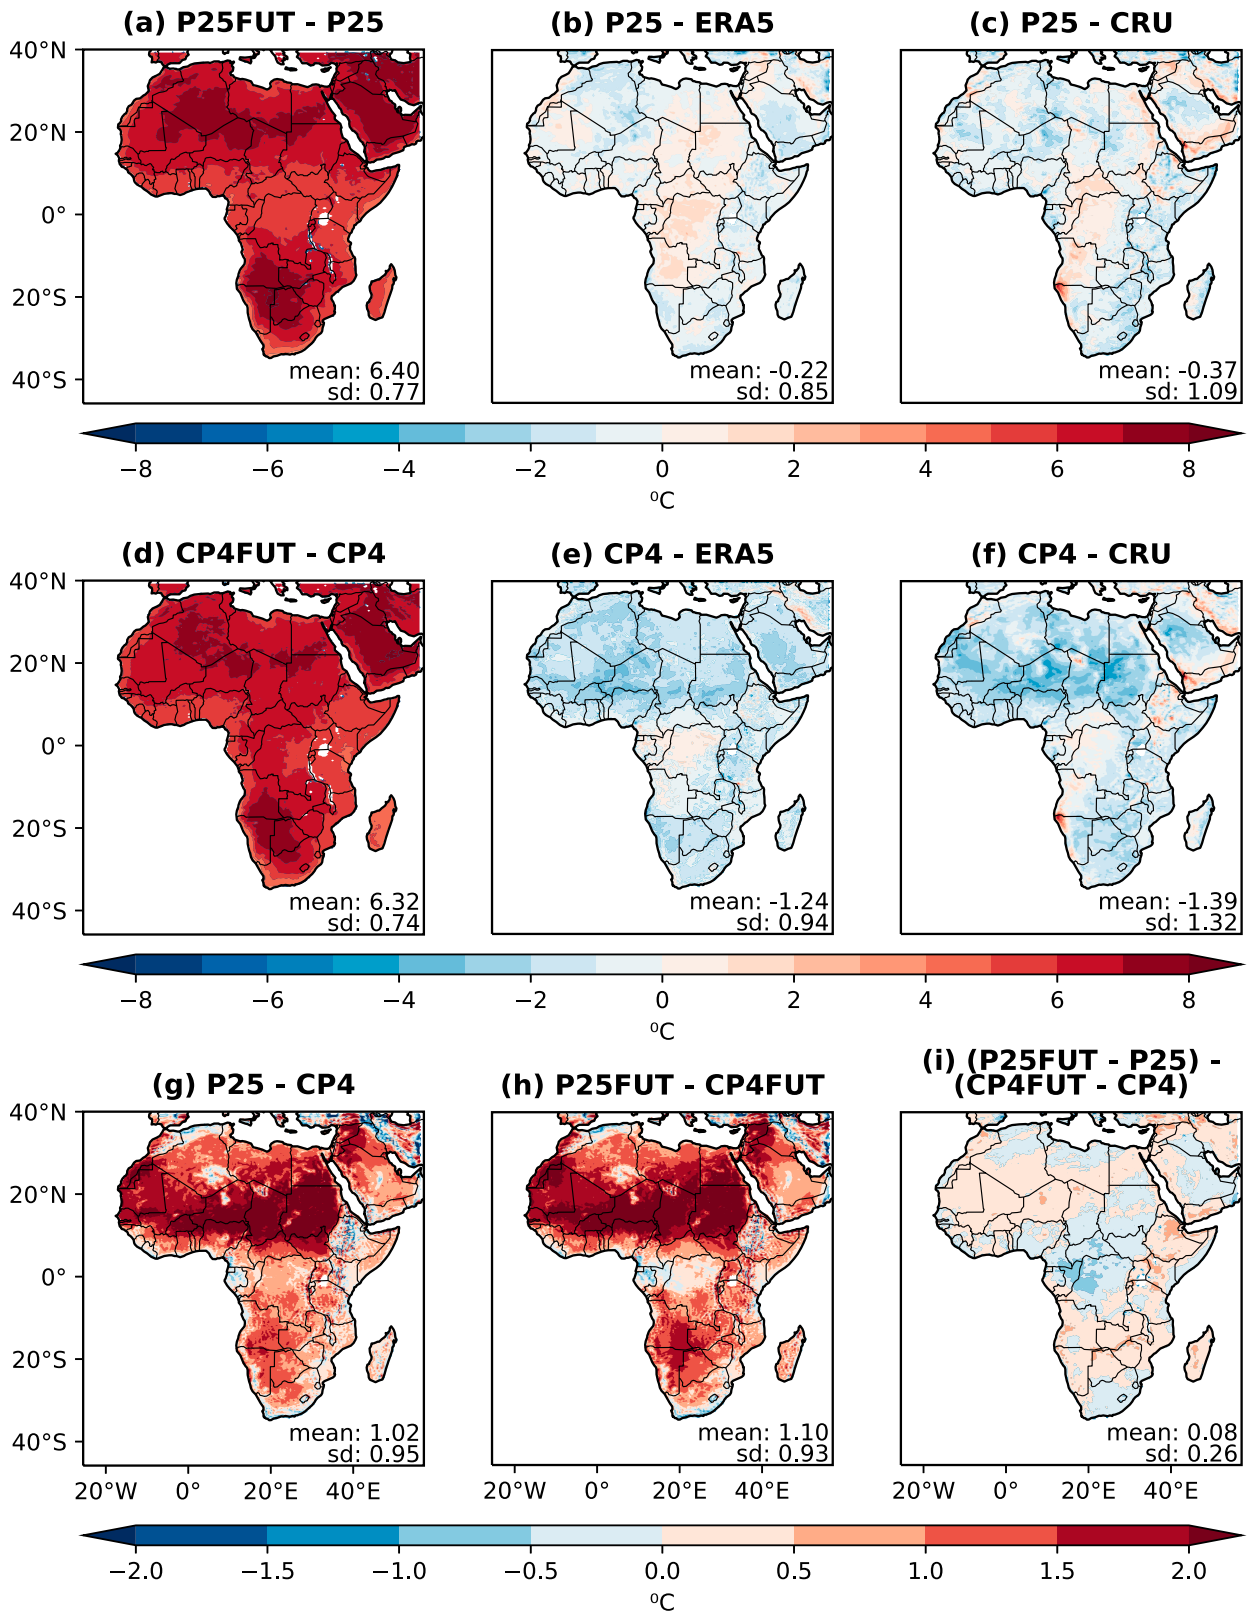 (a) P25FUT - P25
(b) P25 - ERA5
(c) P25 - CRU
40°N
20°N
0°
20°S
40°S
mean: 6.40
sd: 0.77
mean: -0.22
sd: 0.85
mean: -0.37
sd: 1.09
−8 −6 −4 −2 0 2 4 6 8
⁰C
(d) CP4FUT - CP4
(e) CP4 - ERA5
(f) CP4 - CRU
40°N
20°N
0°
20°S
40°S
mean: 6.32
sd: 0.74
mean: -1.24
sd: 0.94
mean: -1.39
sd: 1.32
−8 −6 −4 −2 0 2 4 6 8
⁰C
(g) P25 - CP4
(h) P25FUT - CP4FUT
(i) (P25FUT - P25) -
(CP4FUT - CP4)
40°N
20°N
0°
20°S
40°S
mean: 1.02
sd: 0.95
mean: 1.10
sd: 0.93
mean: 0.08
sd: 0.26
20°W 0° 20°E 40°E
20°W 0° 20°E 40°E
20°W 0° 20°E 40°E
−2.0 −1.5 −1.0 −0.5 0.0 0.5 1.0 1.5 2.0
⁰C